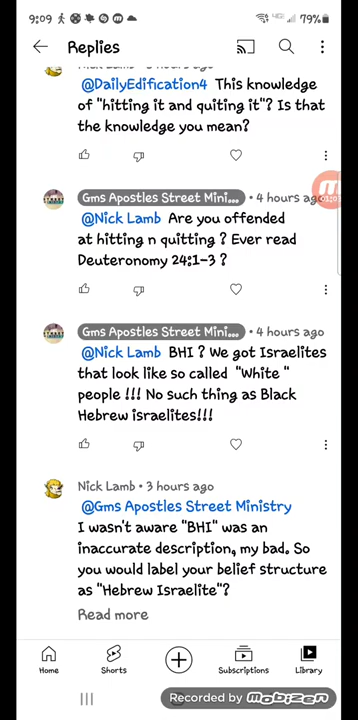 9:09 79%
Replies
@DailyEdification4 This knowledge
of "hitting it and quiting it"? Is that
the knowledge you mean?
Gms Apostles Street Mini... • 4 hours ago
@Nick Lamb Are you offended
at hitting n quitting ? Ever read
Deuteronomy 24:1-3 ?
Gms Apostles Street Mini... • 4 hours ago
@Nick Lamb BHI ? We got Israelites
that look like so called "White "
people !!! No such thing as Black
Hebrew israelites!!!
Nick Lamb • 3 hours ago
@Gms Apostles Street Ministry
I wasn't aware "BHI" was an
inaccurate description, my bad. So
you would label your belief structure
as "Hebrew Israelite"?
Read more
Home Shorts Subscriptions Library
Recorded by mobizen